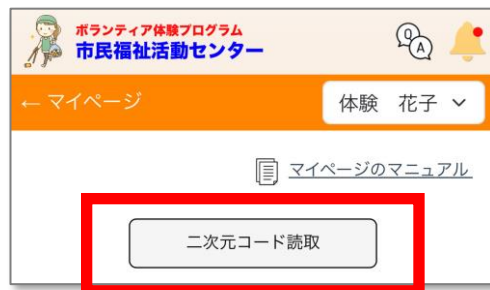 ボランティア体験プログラム
市民福祉活動センター
Q
A
← マイページ
体験 花子
マイページのマニュアル
二次元コード読取